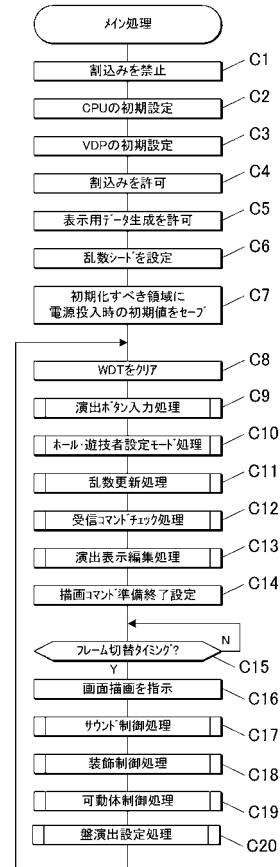 メイン処理
割込みを禁止 C1
CPUの初期設定 C2
VDPの初期設定 C3
割込みを許可 C4
表示用データ生成を許可 C5
乱数シードを設定 C6
初期化すべき領域に
電源投入時の初期値をセーブ C7
WDTをクリア C8
演出ボタン入力処理 C9
ホール・遊技者設定モード処理 C10
乱数更新処理 C11
受信コマンドチェック処理 C12
演出表示編集処理 C13
描画コマンド準備終了設定 C14
フレーム切替タイミング? N C15
Y
画面描画を指示 C16
サウンド制御処理 C17
装飾制御処理 C18
可動体制御処理 C19
盤演出設定処理 C20